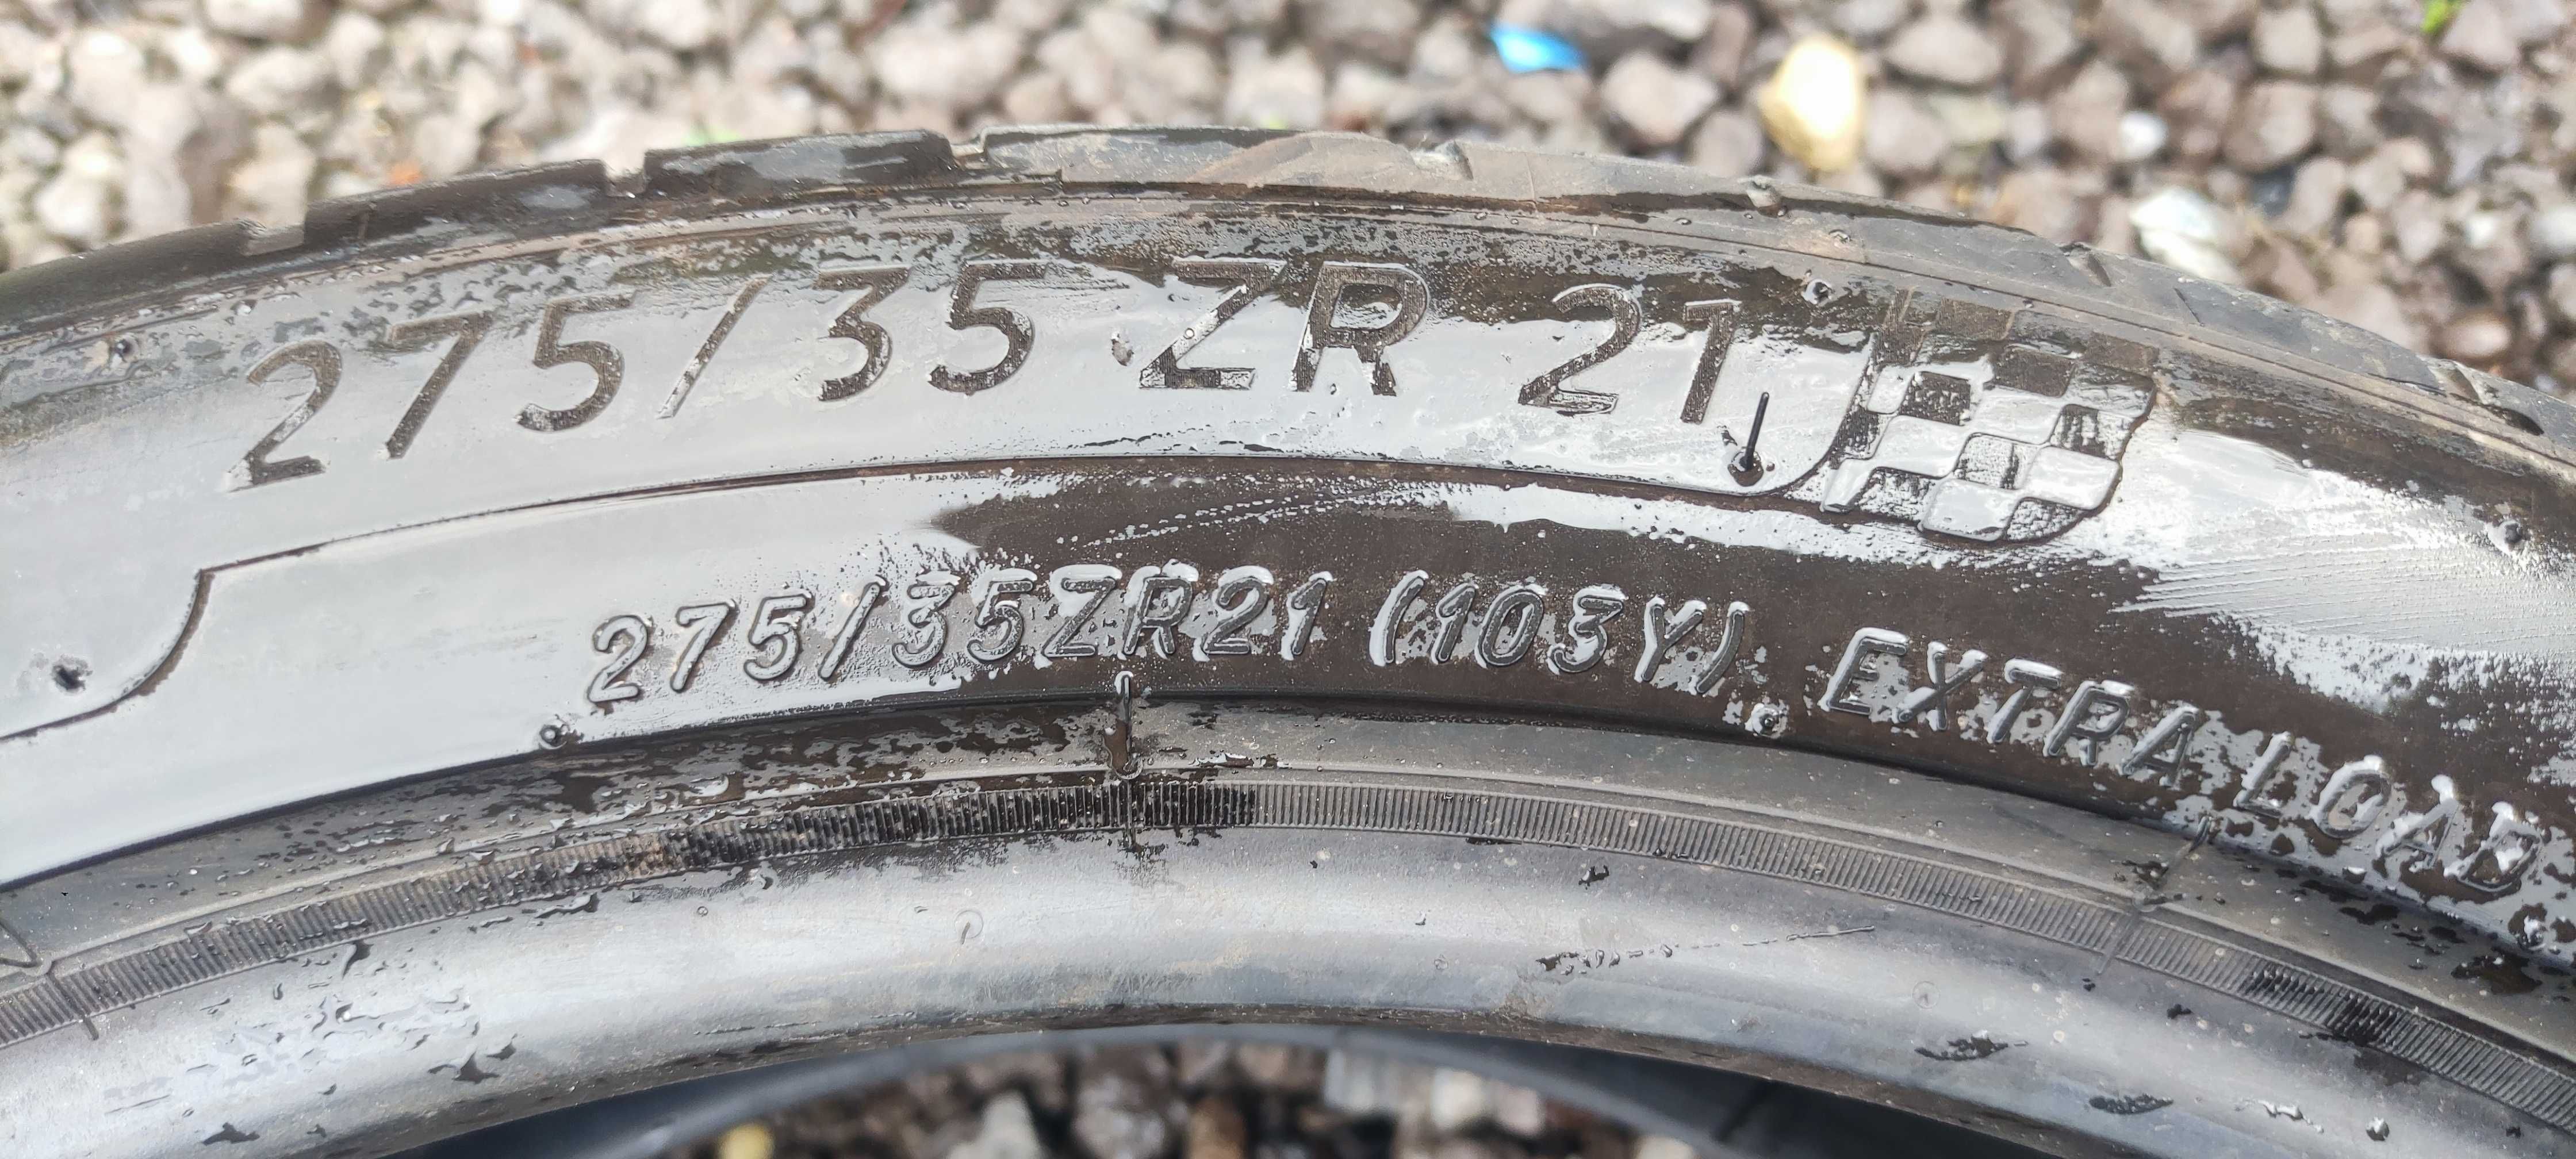 275/35 ZR 21
275/35ZR21 (103Y) EXTRA LOAD